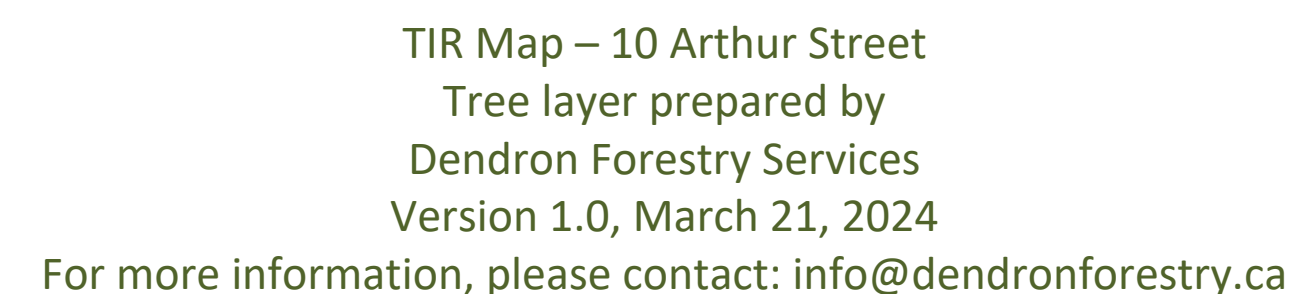 TIR Map – 10 Arthur Street
Tree layer prepared by
Dendron Forestry Services
Version 1.0, March 21, 2024
For more information, please contact: info@dendronforestry.ca